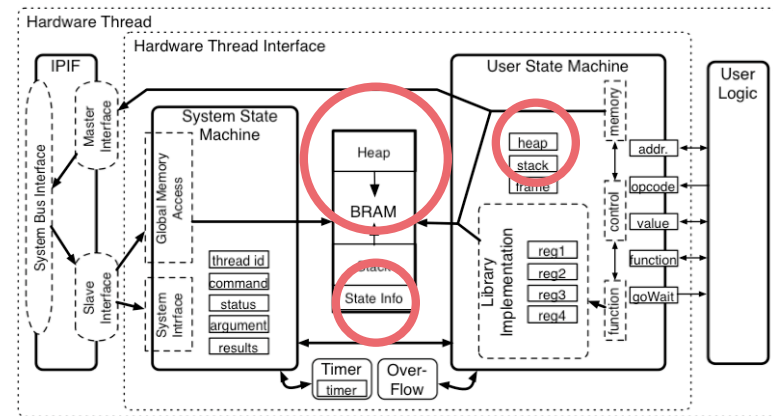 Hardware Thread
Hardware Thread Interface
IPIF
System Bus Interface
Master
Interface
Slave
Interface
System State
Machine
Global Memory
Access
System
Intrface
thread id
command
status
argument
results
Heap
BRAM
Stack
State Info
Timer
timer
Over-
Flow
User State Machine
heap
stack
frame
memory
control
function
Library
Implementation
reg1
reg2
reg3
reg4
addr.
opcode
value
function
goWait
User
Logic